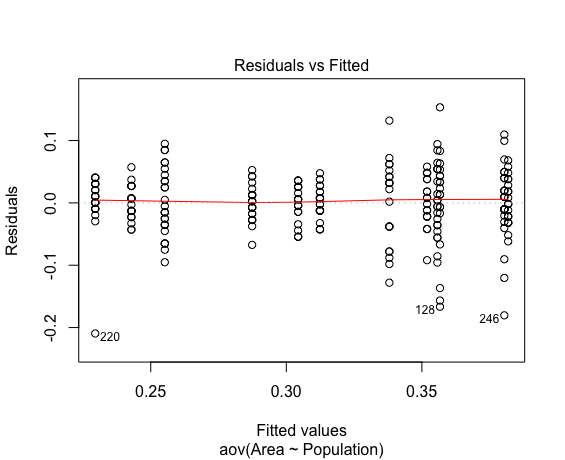 Residuals vs Fitted
Residuals
0.1
0.0
-0.1
-0.2
220
128
246
0.25
0.30
0.35
Fitted values
aov(Area ~ Population)